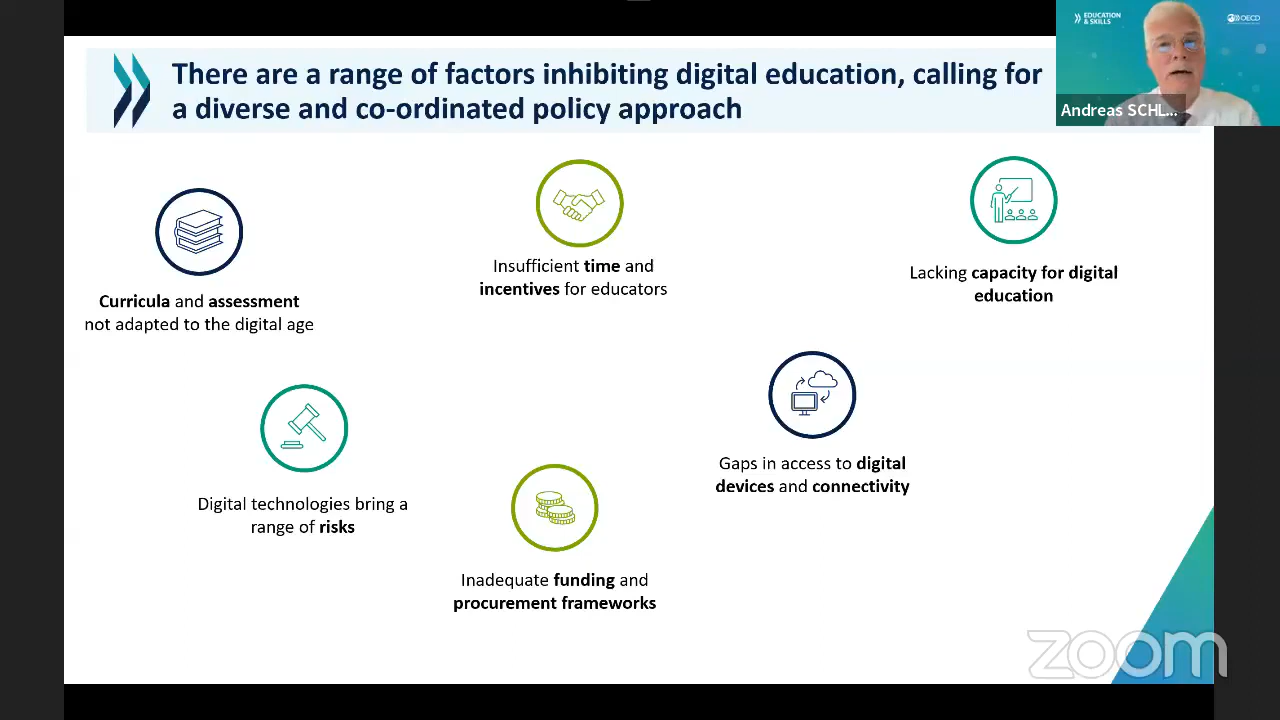 There are a range of factors inhibiting digital education, calling for
a diverse and co-ordinated policy approach
EDUCATION
& SKILLS
OECD
Andreas SCHL...
Curricula and assessment
not adapted to the digital age
Insufficient time and
incentives for educators
Lacking capacity for digital
education
Digital technologies bring a
range of risks
Inadequate funding and
procurement frameworks
Gaps in access to digital
devices and connectivity
zoom